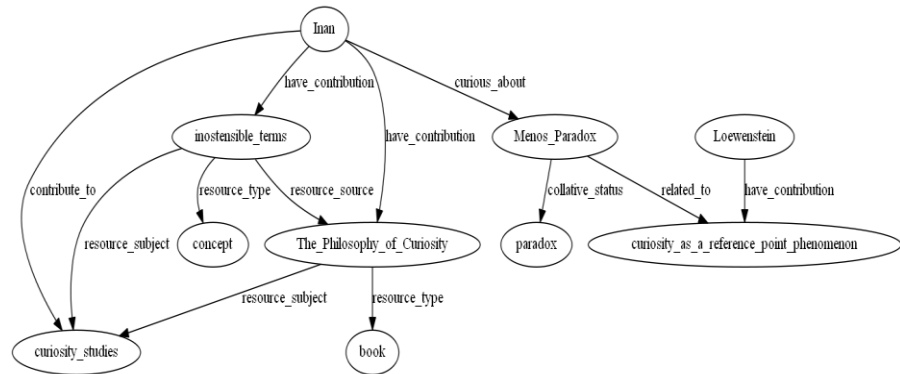 Inan
have_contribution
curious_about
inostensible_terms
Menos_Paradox
Loewenstein
have_contribution
contribute_to
resource_type
resource_source
collative_status
related_to
have_contribution
resource_subject
concept
The_Philosophy_of_Curiosity
paradox
curiosity_as_a_reference_point_phenomenon
resource_subject
resource_type
curiosity_studies
book